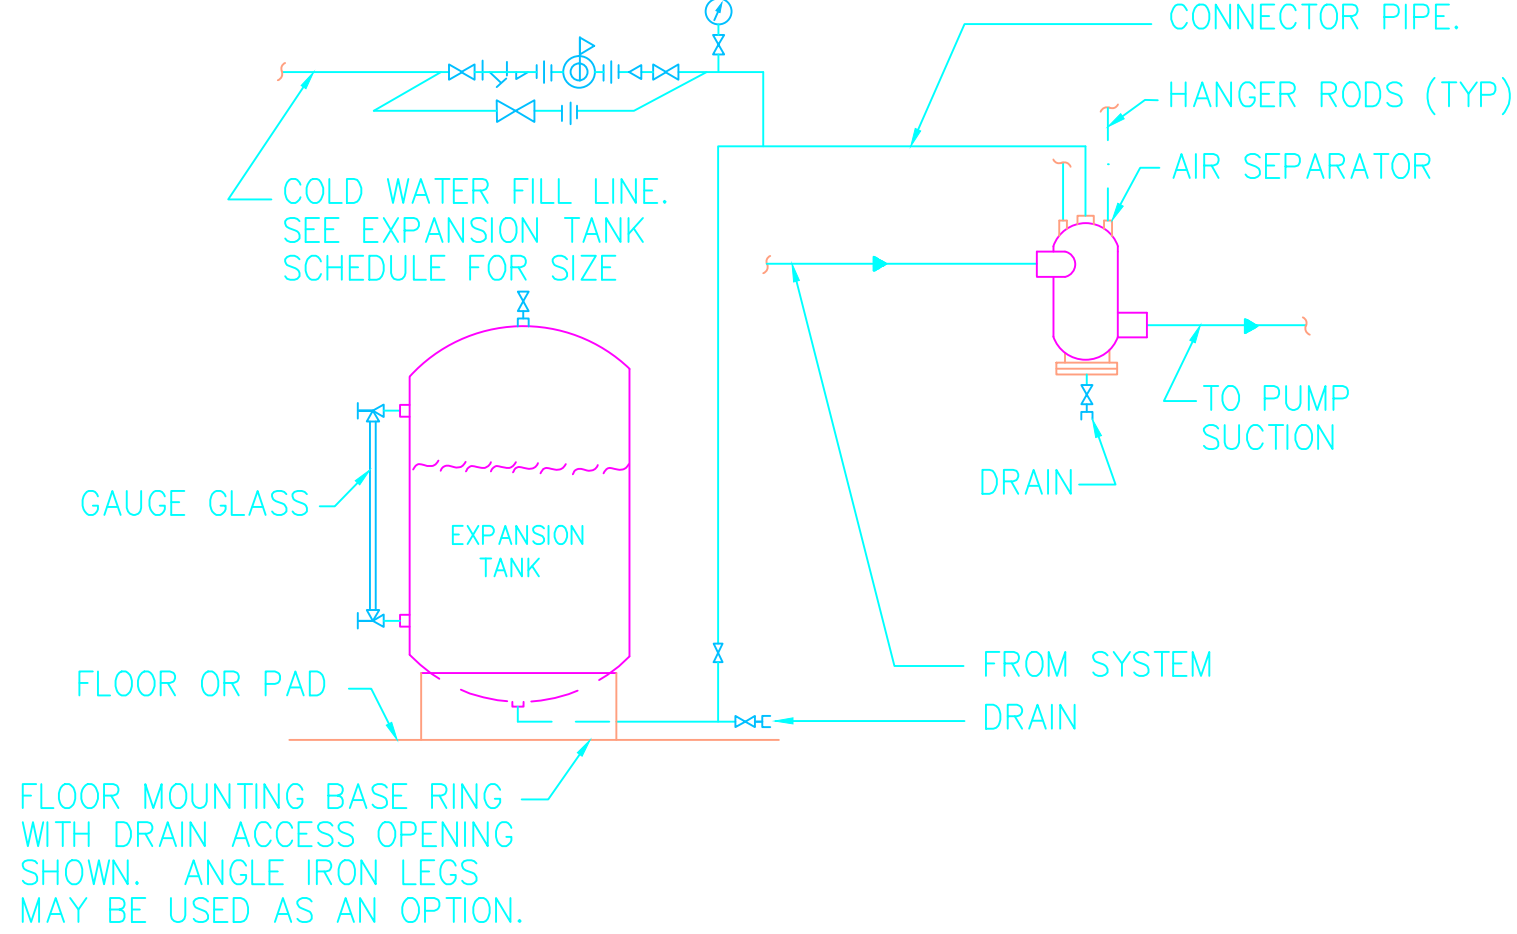 CONNECTOR PIPE.
HANGER RODS (TYP)
AIR SEPARATOR
COLD WATER FILL LINE.
SEE EXPANSION TANK
SCHEDULE FOR SIZE
TO PUMP
SUCTION
DRAIN
GAUGE GLASS
EXPANSION
TANK
FROM SYSTEM
FLOOR OR PAD
DRAIN
FLOOR MOUNTING BASE RING
WITH DRAIN ACCESS OPENING
SHOWN. ANGLE IRON LEGS
MAY BE USED AS AN OPTION.